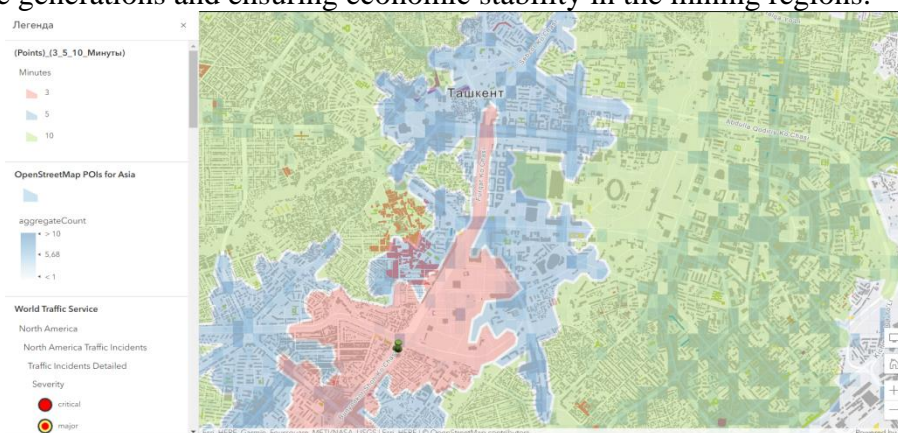 generations and ensuring economic stability in the mining regions.
Легенда
×
(Points)_(3_5_10_Минуты)
Minutes
3
5
10
OpenStreetMap POIs for Asia
aggregateCount
> 10
5,68
< 1
World Traffic Service
North America
North America Traffic Incidents
Traffic Incidents Detailed
Severity
critical
major
Ташкент